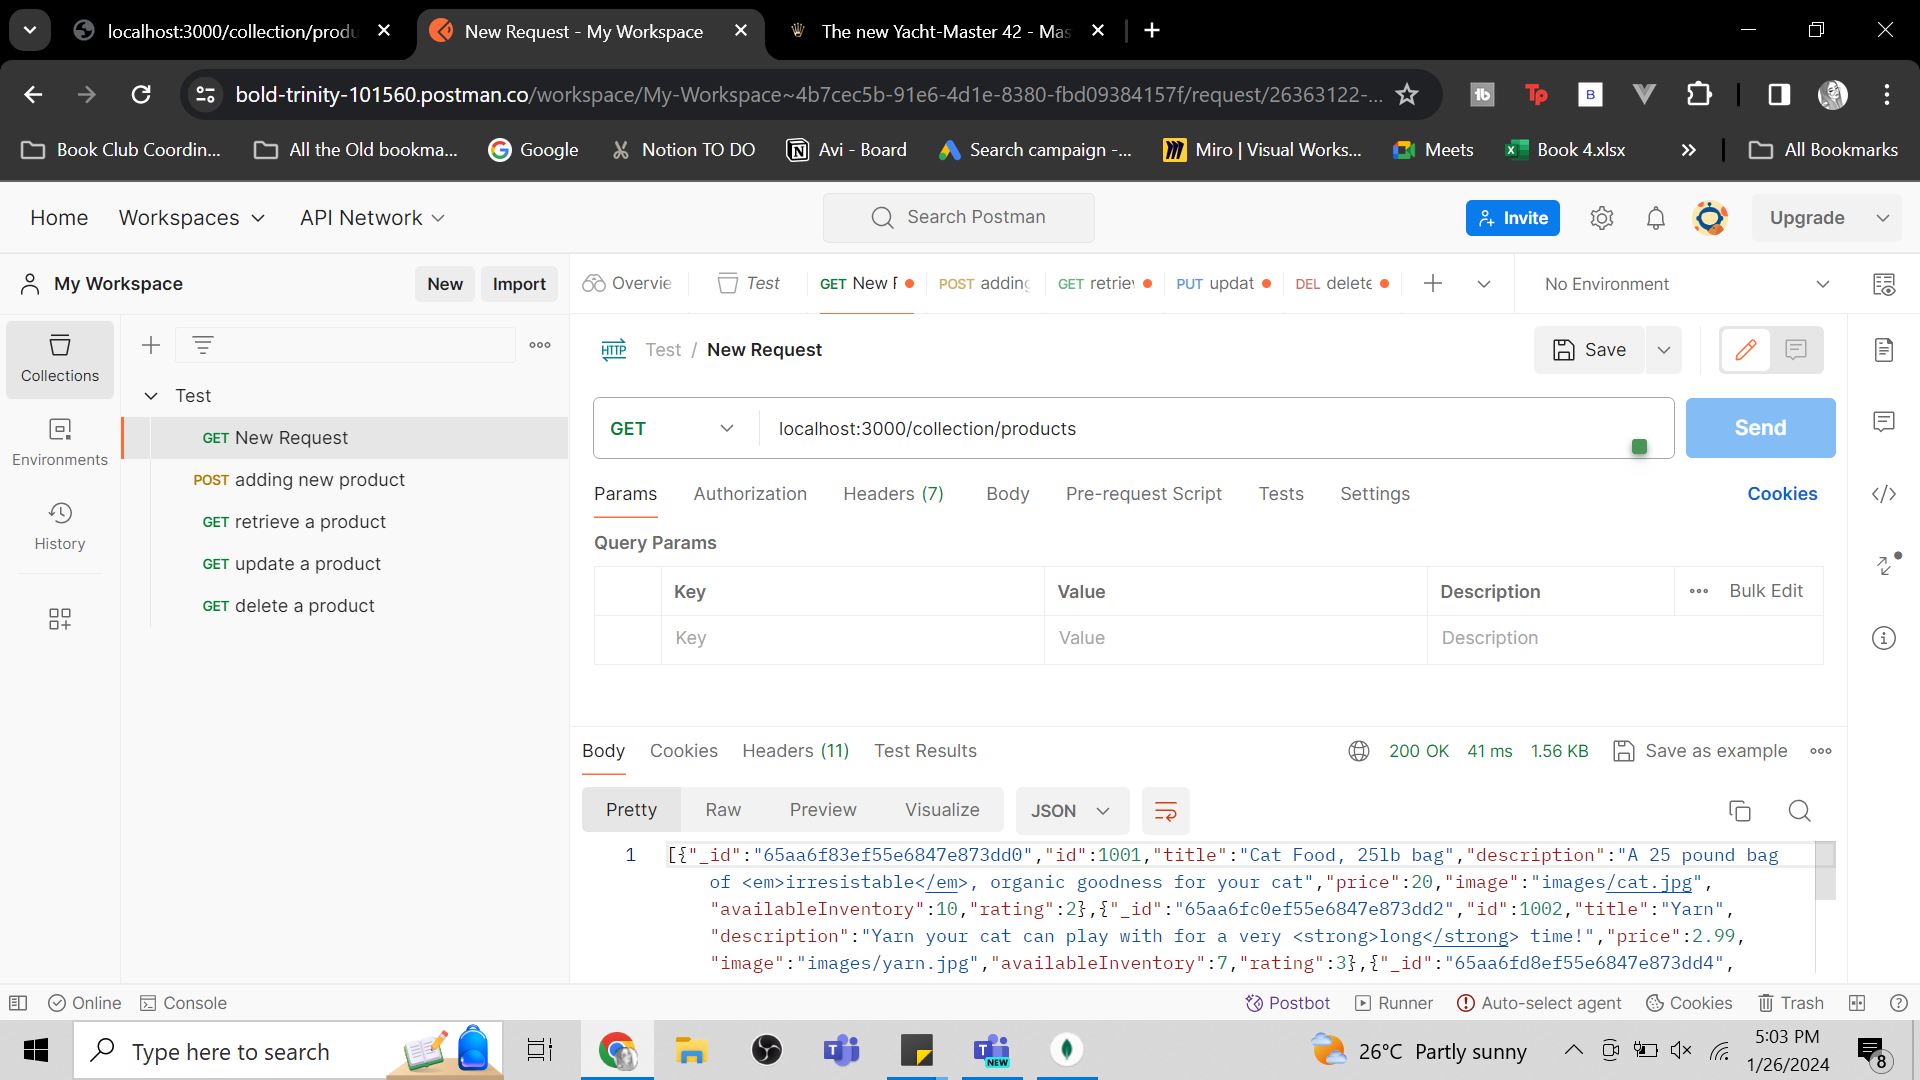 localhost:3000/collection/produ
New Request - My Workspace
The new Yacht-Master 42 - Mas
bold-trinity-101560.postman.co/workspace/My-Workspace~4b7cec5b-91e6-4d1e-8380-fbd09384157f/request/26363122-...
Book Club Coordin...
All the Old bookma...
Google
Notion TO DO
Avi - Board
Search campaign -...
Miro | Visual Works...
Meets
Book 4.xlsx
All Bookmarks
Home
Workspaces
API Network
Search Postman
Invite
Upgrade
My Workspace
New
Import
Overvie
Test
GET New F
POST adding
GET retriev
PUT updat
DEL delete
No Environment
Collections
Environments
History
Test
GET New Request
POST adding new product
GET retrieve a product
GET update a product
GET delete a product
HTTP
Test / New Request
Save
GET
localhost:3000/collection/products
Send
Params
Authorization
Headers (7)
Body
Pre-request Script
Tests
Settings
Cookies
Query Params
Key
Value
Description
Bulk Edit
Key
Value
Description
Body
Cookies
Headers (11)
Test Results
200 OK
41 ms
1.56 KB
Save as example
Pretty
Raw
Preview
Visualize
JSON
1
[{"_id":"65aa6f83ef55e6847e873dd0","id":1001,"title":"Cat Food, 25lb bag","description":"A 25 pound bag
of <em>irresistable</em>, organic goodness for your cat","price":20,"image":"images/cat.jpg",
"availableInventory":10,"rating":2},{"_id":"65aa6fc0ef55e6847e873dd2","id":1002,"title":"Yarn",
"description":"Yarn your cat can play with for a very <strong>long</strong> time!","price":2.99,
"image":"images/yarn.jpg","availableInventory":7,"rating":3},{"_id":"65aa6fd8ef55e6847e873dd4",
Online
Console
Postbot
Runner
Auto-select agent
Cookies
Trash
Type here to search
NEW
26°C Partly sunny
5:03 PM
1/26/2024
8